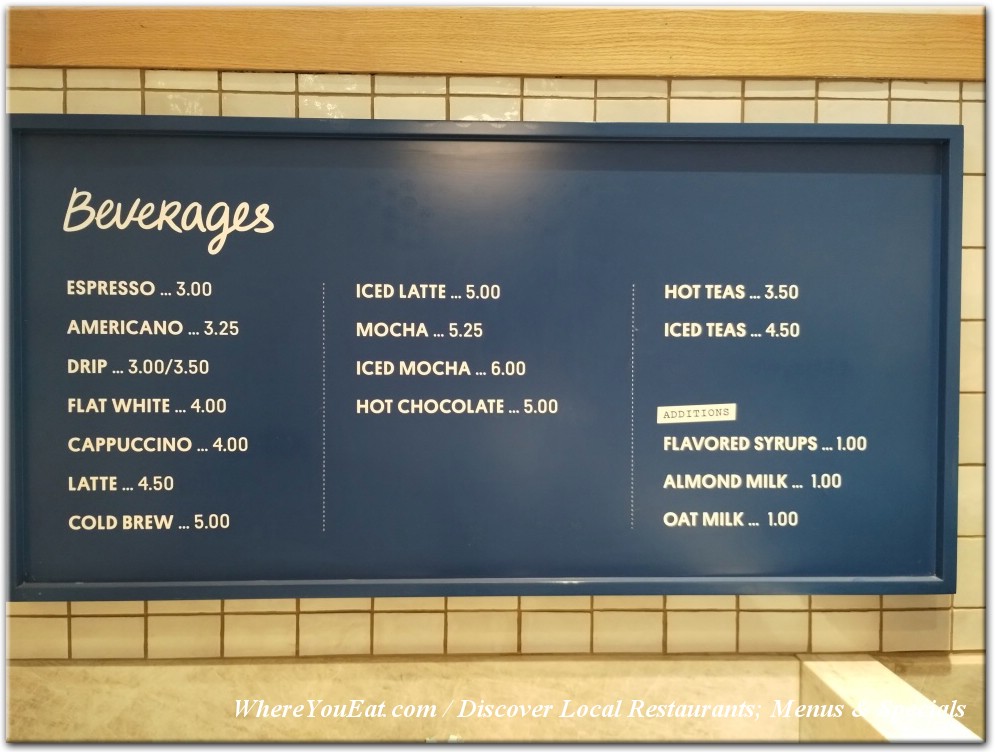 Beverages
ESPRESSO ... 3.00
AMERICANO ... 3.25
DRIP ... 3.00/3.50
FLAT WHITE ... 4.00
CAPPUCCINO ... 4.00
LATTE ... 4.50
COLD BREW ... 5.00
ICED LATTE ... 5.00
MOCHA ... 5.25
ICED MOCHA ... 6.00
HOT CHOCOLATE ... 5.00
HOT TEAS ... 3.50
ICED TEAS ... 4.50
ADDITIONS
FLAVORED SYRUPS ... 1.00
ALMOND MILK ... 1.00
OAT MILK ... 1.00
WhereYouEat.com / Discover Local Restaurants; Menus & Specials